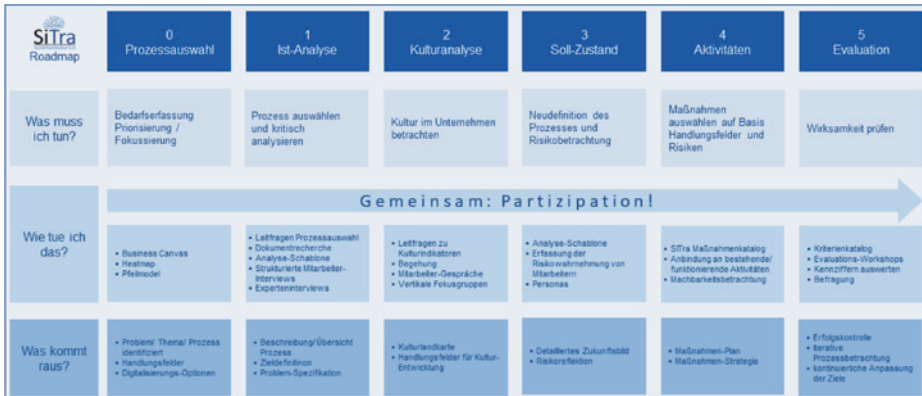 SiTra
Roadmap
0
Prozessauswahl
1
Ist-Analyse
2
Kulturanalyse
3
Soll-Zustand
4
Aktivitäten
5
Evaluation
Was muss
ich tun?
Bedarfserfassung
Priorisierung /
Fokussierung
Prozess auswählen
und kritisch
analysieren
Kultur im Unternehmen
betrachten
Neudefinition des
Prozesses und
Risikobetrachtung
Maßnahmen
auswählen auf Basis
Handlungsfelder und
Risiken
Wirksamkeit prüfen
Gemeinsam: Partizipation!
Wie tue ich
das?
• Business Canvas
• Heatmap
• Pfeilmodel
• Leitfragen Prozessauswahl
• Dokumentrecherche
• Analyse-Schablone
• Strukturierte Mitarbeiter-
Interviews
• Experteninterviews
• Leitfragen zu
Kulturindikatoren
• Begehung
• Mitarbeiter-Gespräche
• Vertikale Fokusgruppen
• Analyse-Schablone
• Erfassung der
Risikowahrnehmung von
Mitarbeitern
• Personas
• SiTra Maßnahmenkatalog
• Anbindung an bestehende/
funktionierende Aktivitäten
• Machbarkeitsbetrachtung
• Kriterienkatalog
• Evaluations-Workshops
• Kennziffern auswerten
• Befragung
Was kommt
raus?
• Problem/ Thema/ Prozess
identifiziert
• Handlungsfelder
• Digitalisierungs-Optionen
• Beschreibung/Übersicht
Prozess
• Zieldefinition
• Problem-Spezifikation
• Kulturlandkarte
• Handlungsfelder für Kultur-
Entwicklung
• Detailliertes Zukunftsbild
• Risikoreflektion
• Maßnahmen-Plan
• Maßnahmen-Strategie
• Erfolgskontrolle
• iterative
Prozessbetrachtung
• kontinuierliche Anpassung
der Ziele